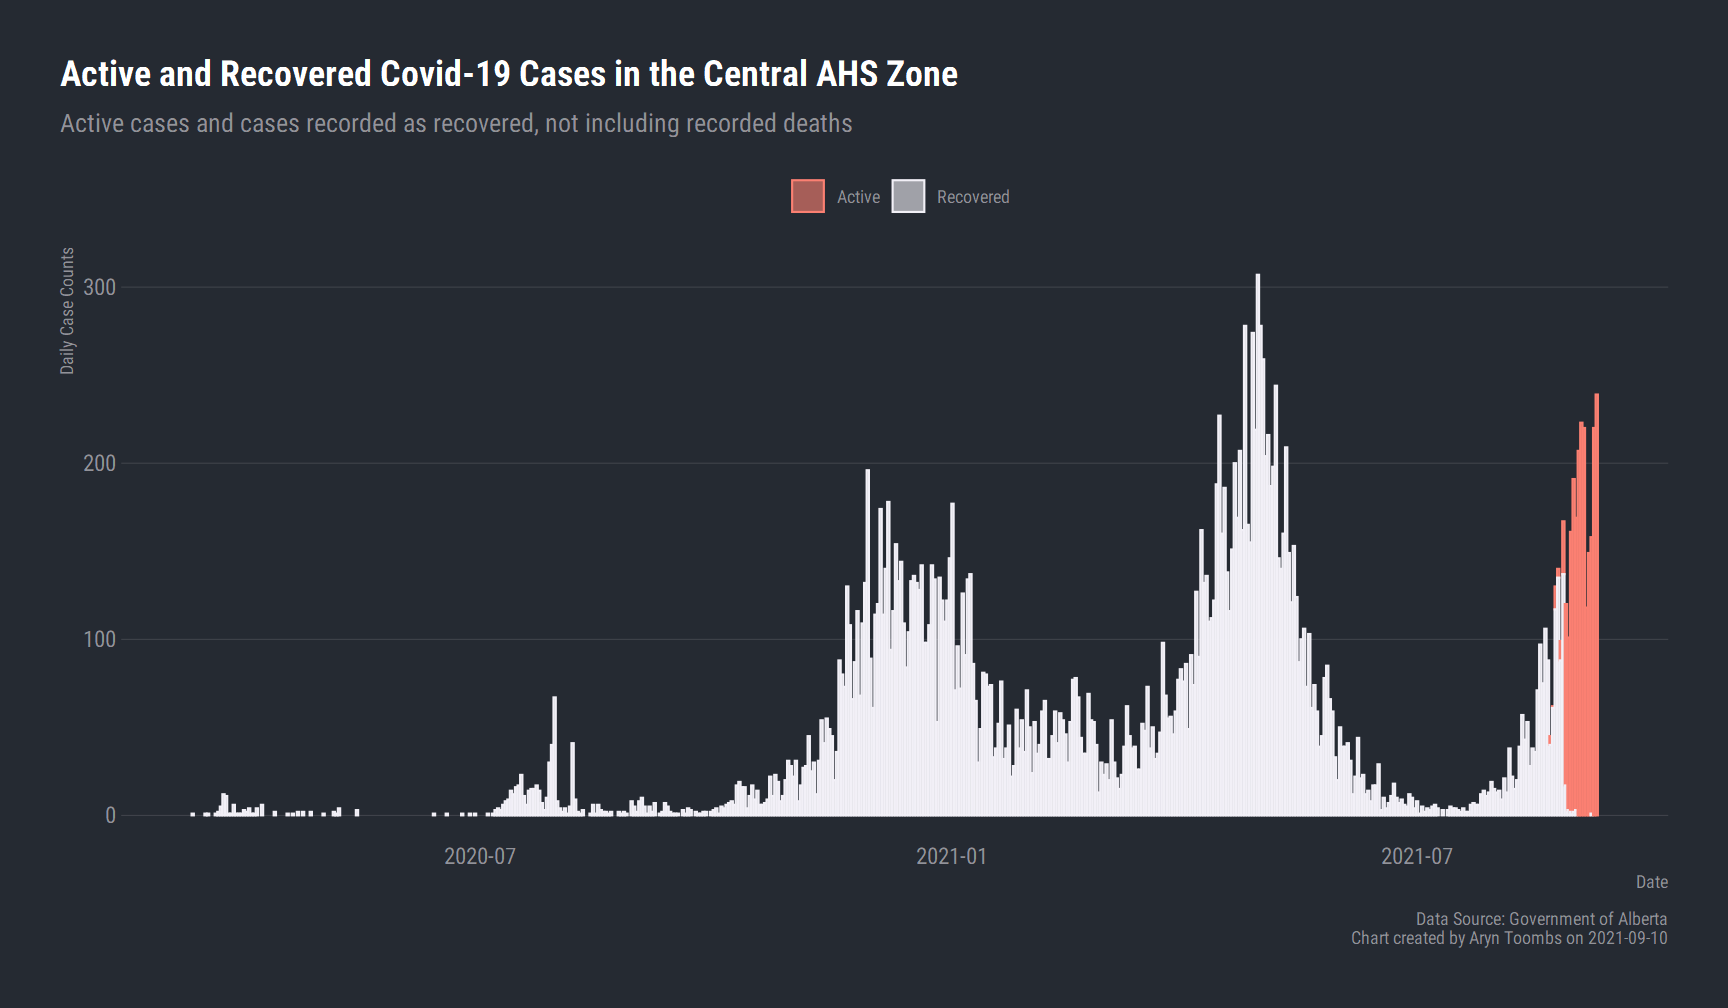 Active and Recovered Covid-19 Cases in the Central AHS Zone
Active cases and cases recorded as recovered, not including recorded deaths
Active
Recovered
Daily Case Counts
300
200
100
0
2020-07
2021-01
2021-07
Date
Data Source: Government of Alberta
Chart created by Aryn Toombs on 2021-09-10